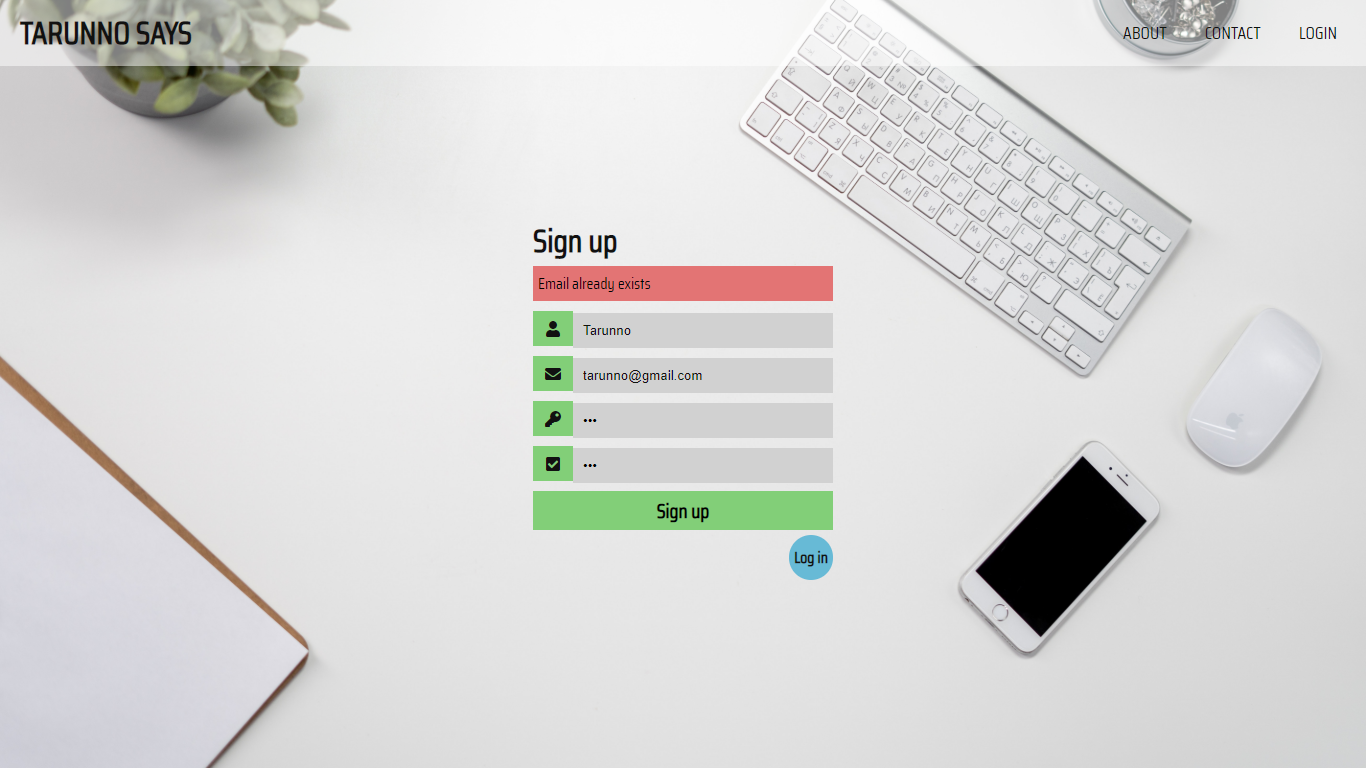 TARUNNO SAYS
ABOUT CONTACT LOGIN
Sign up
Email already exists
Tarunno
tarunno@gmail.com
•••
•••
Sign up
Log in